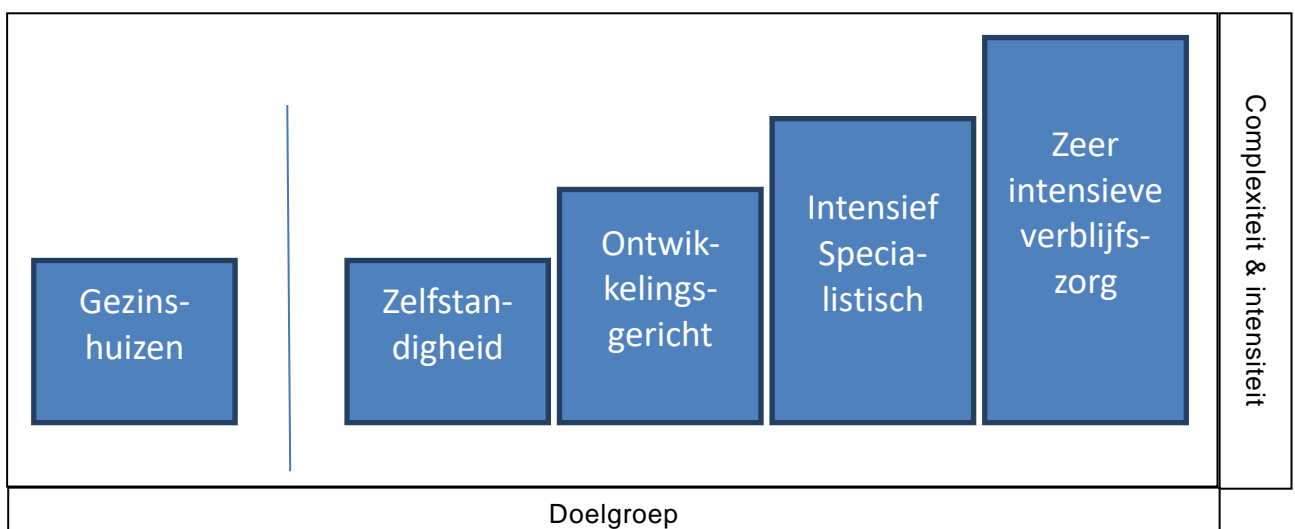 Gezins-
huizen
Zelfstan-
digheid
Ontwik-
kelings-
gericht
Intensief
Specia-
listisch
Zeer
intensieve
verblijfs-
zorg
Complexiteit & intensiteit
Doelgroep